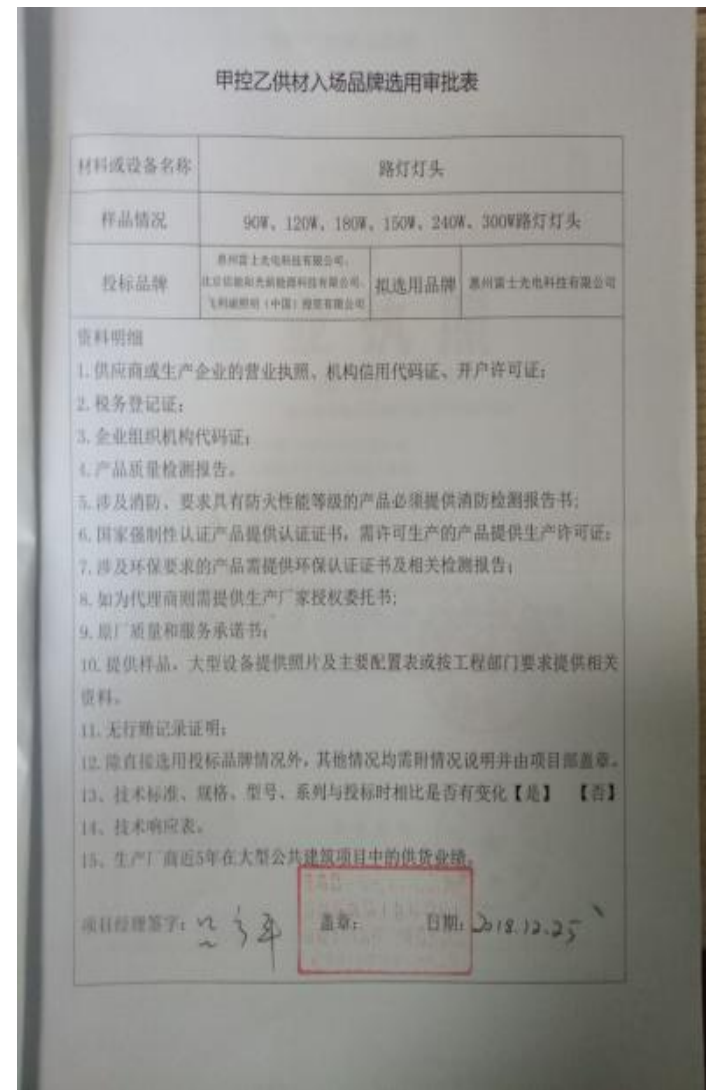 甲控乙供材入场品牌选用审批表
材料或设备名称 路灯灯头
样品情况 90W、120W、180W、150W、240W、300W路灯灯头
投标品牌 惠州雷士光电科技有限公司、
北京信能阳光新能源科技有限公司、
飞利浦照明（中国）投资有限公司
拟选用品牌 惠州雷士光电科技有限公司
资料明细
1.供应商或生产企业的营业执照、机构信用代码证、开户许可证；
2.税务登记证；
3.企业组织机构代码证；
4.产品质量检测报告。
5.涉及消防、要求具有防火性能等级的产品必须提供消防检测报告书；
6.国家强制性认证产品提供认证证书，需许可生产的产品提供生产许可证；
7.涉及环保要求的产品需提供环保认证证书及相关检测报告；
8.如为代理商则需提供生产厂家授权委托书；
9.原厂质量和服务承诺书；
10.提供样品，大型设备提供照片及主要配置表或按工程部门要求提供相关
资料。
11.无行贿记录证明；
12.除直接选用投标品牌情况外，其他情况均需附情况说明并由项目部盖章。
13、技术标准、规格、型号、系列与投标时相比是否有变化【是】 【否】
14、技术响应表。
15、生产厂商近5年在大型公共建筑项目中的供货业绩。
项目经理签字： 盖章： 日期：2018.12.25